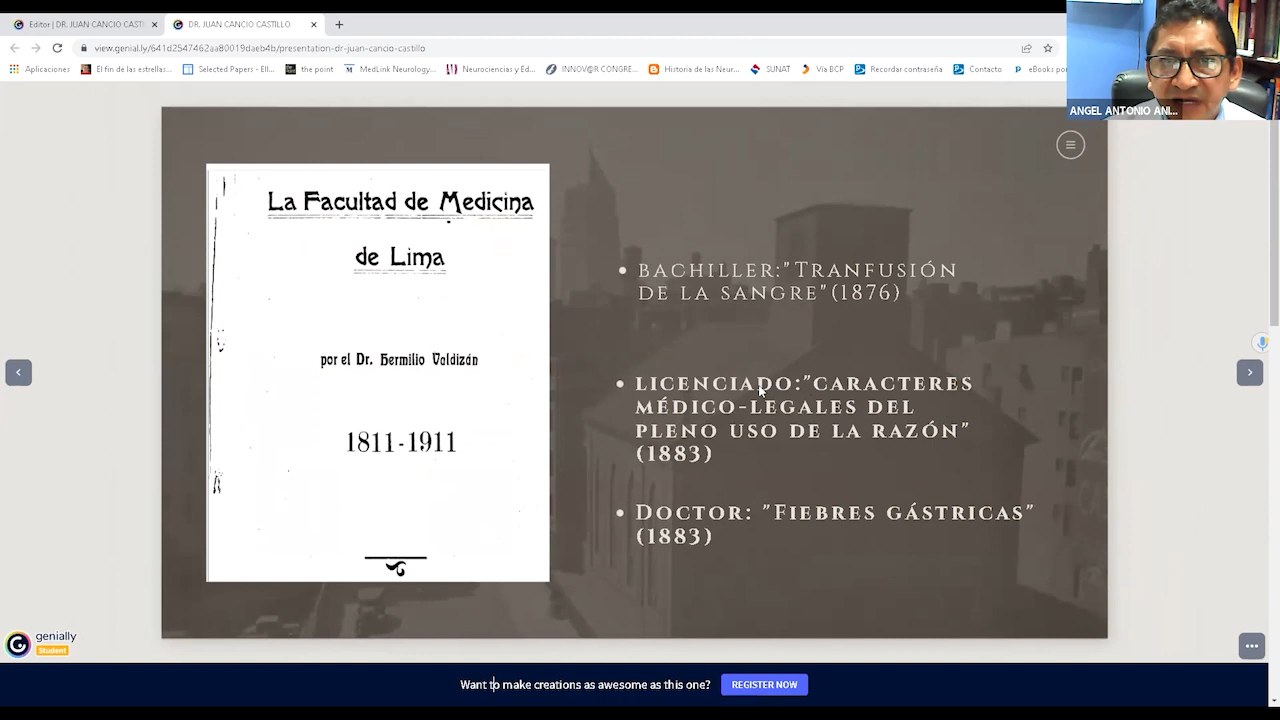 Editor | DR. JUAN CANCIO CASTI
DR. JUAN CANCIO CASTILLO
view.genial.ly/641d2547462aa80019daeb4b/presentation-dr-juan-cancio-castillo
Aplicaciones
El fin de las estrellas...
Selected Papers - Ell...
the point
MedLink Neurology...
Neurociencias y Ed...
INNOV@R CONGRE...
Historia de las Neur...
SUNAT
Via BCP
Recordar contraseña
Contacto
eBooks po
ANGEL ANTONIO ANI...
La Facultad de Medicina
de Lima
por el Dr. Hermilio Valdizán
1811-1911
• BACHILLER:"TRANFUSIÓN
DE LA SANGRE"(1876)
• LICENCIADO:"CARACTERES
MÉDICO-LEGALES DEL
PLENO USO DE LA RAZÓN"
(1883)
• DOCTOR: "FIEBRES GÁSTRICAS"
(1883)
genially
Student
Want to make creations as awesome as this one?
REGISTER NOW